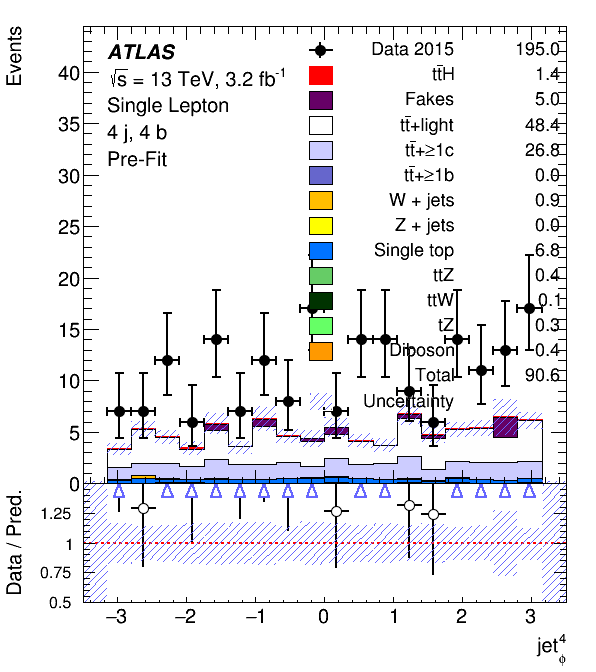 Events
ATLAS
√s = 13 TeV, 3.2 fb⁻¹
Single Lepton
4 j, 4 b
Pre-Fit
Data 2015 195.0
tt̄H 1.4
Fakes 5.0
tt̄+light 48.4
tt̄+≥1c 26.8
tt̄+≥1b 0.0
W + jets 0.9
Z + jets 0.0
Single top 6.8
ttZ 0.4
ttW 0.1
tZ 0.3
Diboson 0.4
Total 90.6
Uncertainty
40
35
30
25
20
15
10
5
0
Data / Pred.
1.25
1
0.75
0.5
−3 −2 −1 0 1 2 3
jet⁴ᵩ